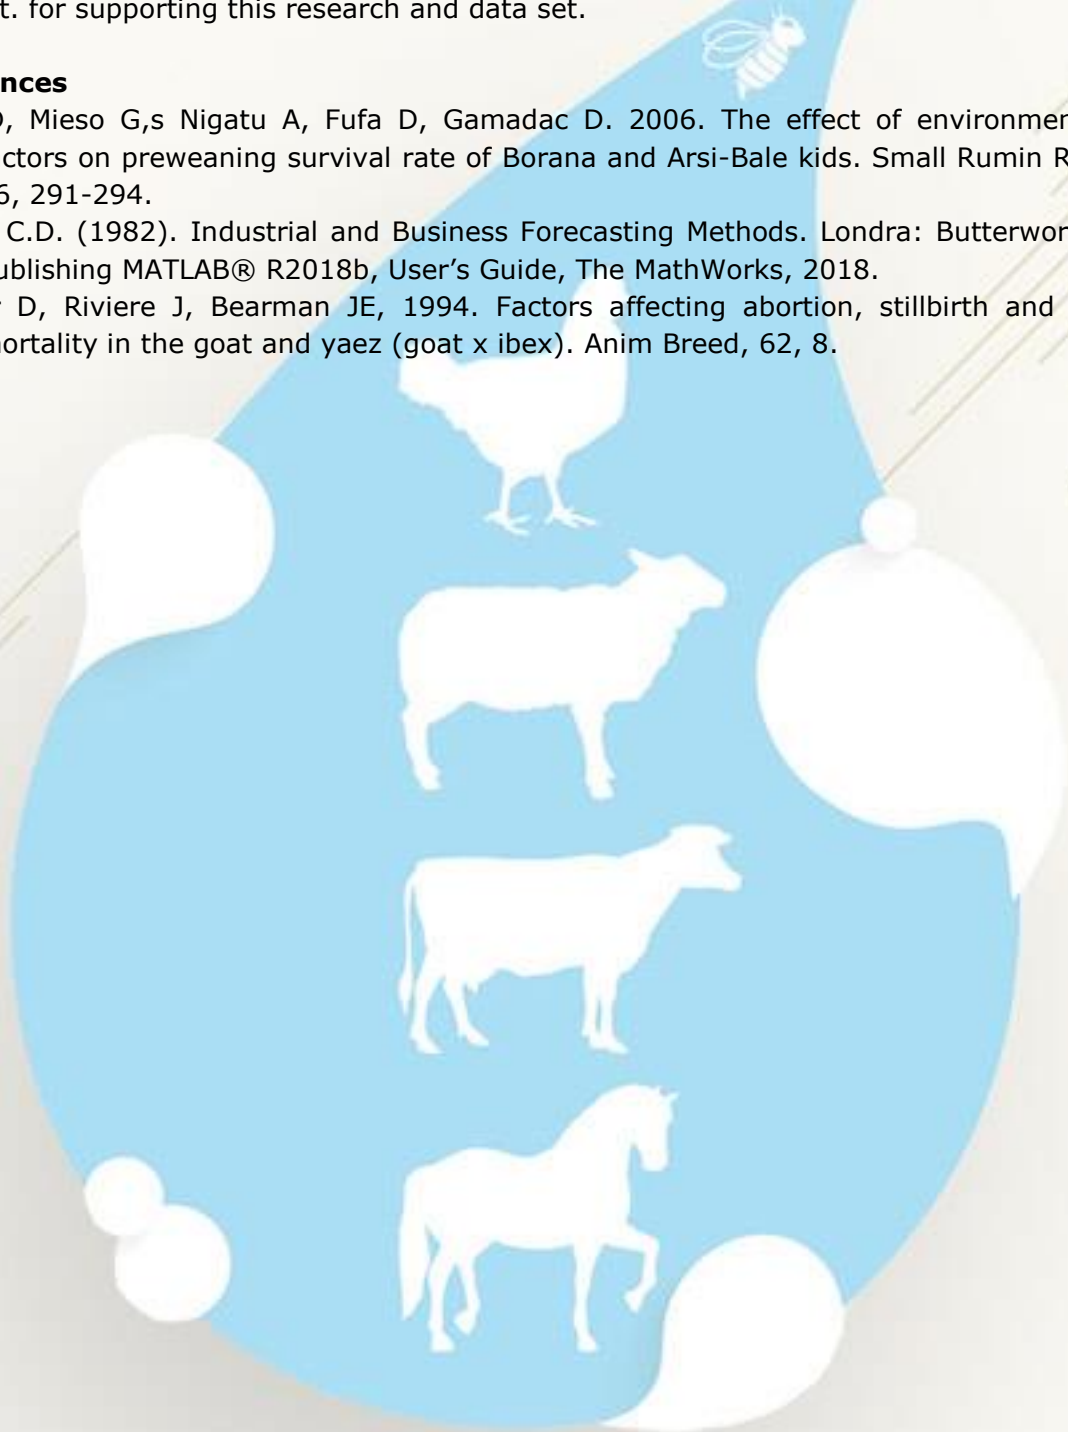 t. for supporting this research and data set.
nces
, Mieso G,s Nigatu A, Fufa D, Gamadac D. 2006. The effect of environmen
ctors on preweaning survival rate of Borana and Arsi-Bale kids. Small Rumin R
6, 291-294.
C.D. (1982). Industrial and Business Forecasting Methods. Londra: Butterwor
ublishing MATLAB® R2018b, User's Guide, The MathWorks, 2018.
r D, Riviere J, Bearman JE, 1994. Factors affecting abortion, stillbirth and
mortality in the goat and yaez (goat x ibex). Anim Breed, 62, 8.